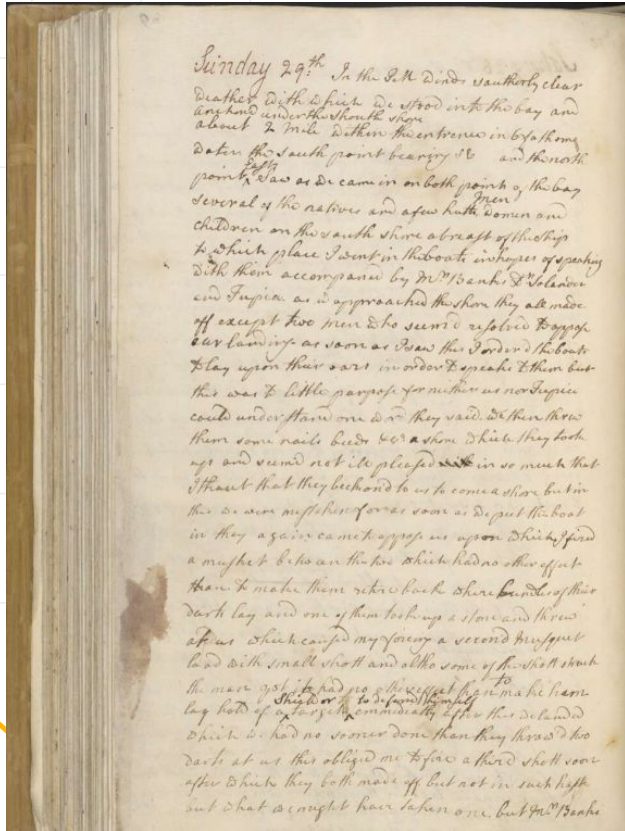 Sunday 29th. In the PM winds southerly clear
weather with which we stood into the bay and
Anchord under the South shore
about 2 Mile within the entrence in 6 fathoms
water, the south point bearing SE and the north
point East, Saw as we came in on both points of the bay
Several of the natives and a few hutts, Men, women and
children on the south shore abreast of the Ship
to which place I went in the boats in hopes of speaking
with them accompaned by Mr Banks Dr Solander
and Tupia as we approached the shore they all made
off except two Men who seemd resolved to oppose
our landing as soon as I saw this I orderd the boats
to lay upon their oars in order to speake to them but
this was to little purpose for neither us nor Tupia
could understand one word they said. we then threw
them some nails beeds &ca a shore which they took
up and seemd not ill pleased in so much that
I thout that they beckond to us to come a shore but in
this we were mistaken for as soon as we put the boat
in they again came to oppose us upon which I fired
a musket between the two which had no other effect
than to make them retire back where bundles of their
darts lay and one of them took up a stone and threw
at us which caused my fireing a second Musquet
load with small shott and altho some of the shott struck
the man yet it had no other effect than to make him
lay hold of a Shield or target to defend himself emmidiatly after this we landed
which we had no sooner done than they throw'd two
darts at us this obliged me to fire a third shott soon
after which they both made off but not in such haste
but what we might have taken one, but Mr Banks